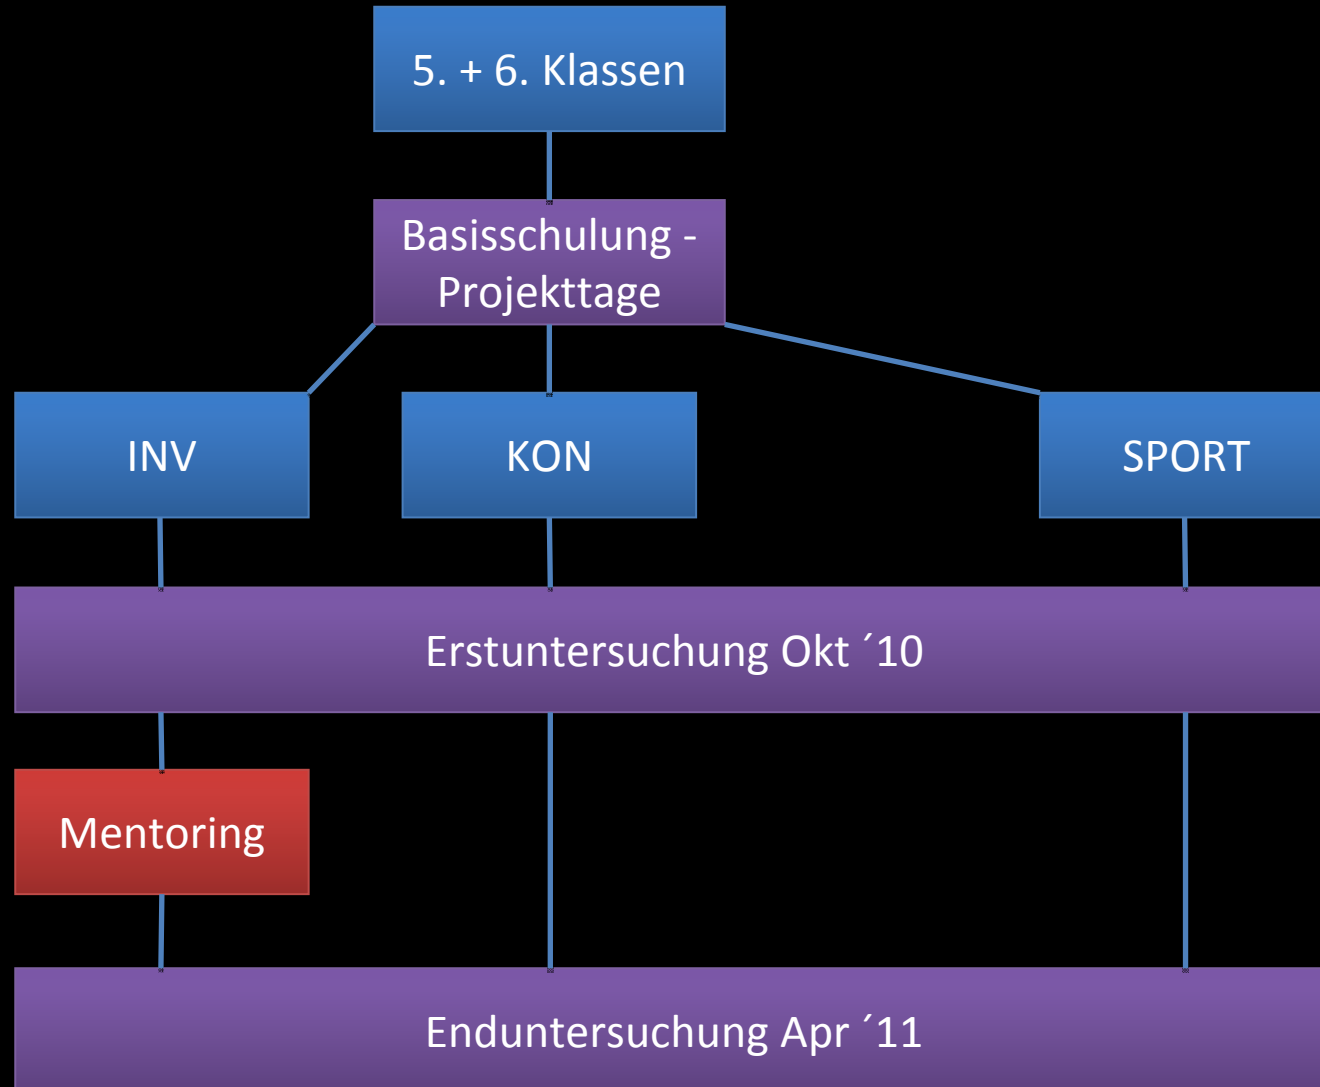 5. + 6. Klassen
Basisschulung -
Projekttage
INV
KON
SPORT
Erstuntersuchung Okt ´10
Mentoring
Enduntersuchung Apr ´11